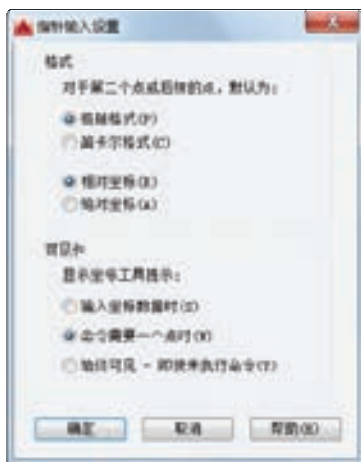 指针输入设置
格式
对于第二个点或后续的点，默认为：
极轴格式(P)
笛卡尔格式(C)
相对坐标(R)
绝对坐标(A)
可见性
显示坐标工具提示：
输入坐标数据时(S)
命令需要一个点时(W)
始终可见 - 即使未执行命令(Y)
确定
取消
帮助(H)